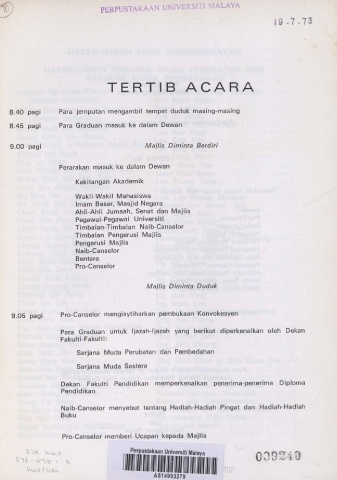 PERPUSTAKAAN UNIVERSITI MALAYA
19-7-73
TERTIB ACARA
8.40 pagi Para jemputan mengambil tempat duduk masing-masing
8.45 pagi Para Graduan masuk ke dalam Dewan
9.00 pagi Majlis Diminta Berdiri
Perarakan masuk ke dalam Dewan
Kakitangan Akademik
Wakil-Wakil Mahasiswa
Imam Besar, Masjid Negara
Ahli-Ahli Jumaah, Senat dan Majlis
Pegawai-Pegawai Universiti
Timbalan-Timbalan Naib-Canselor
Timbalan Pengerusi Majlis
Pengerusi Majlis
Naib-Canselor
Bentara
Pro-Canselor
Majlis Diminta Duduk
9.05 pagi Pro-Canselor mengisytiharkan pembukaan Konvokesyen
Para Graduan untuk Ijazah-Ijazah yang berikut diperkenalkan oleh Dekan
Fakulti-Fakulti:
Sarjana Muda Perubatan dan Pembedahan
Sarjana Muda Sastera
Dekan Fakulti Pendidikan memperkenalkan penerima-penerima Diploma
Pendidikan
Naib-Canselor menyebut tentang Hadiah-Hadiah Pingat dan Hadiah-Hadiah
Buku
Pro-Canselor memberi Ucapan kepada Majlis
Perpustakaan Universiti Malaya
A514963279
009240